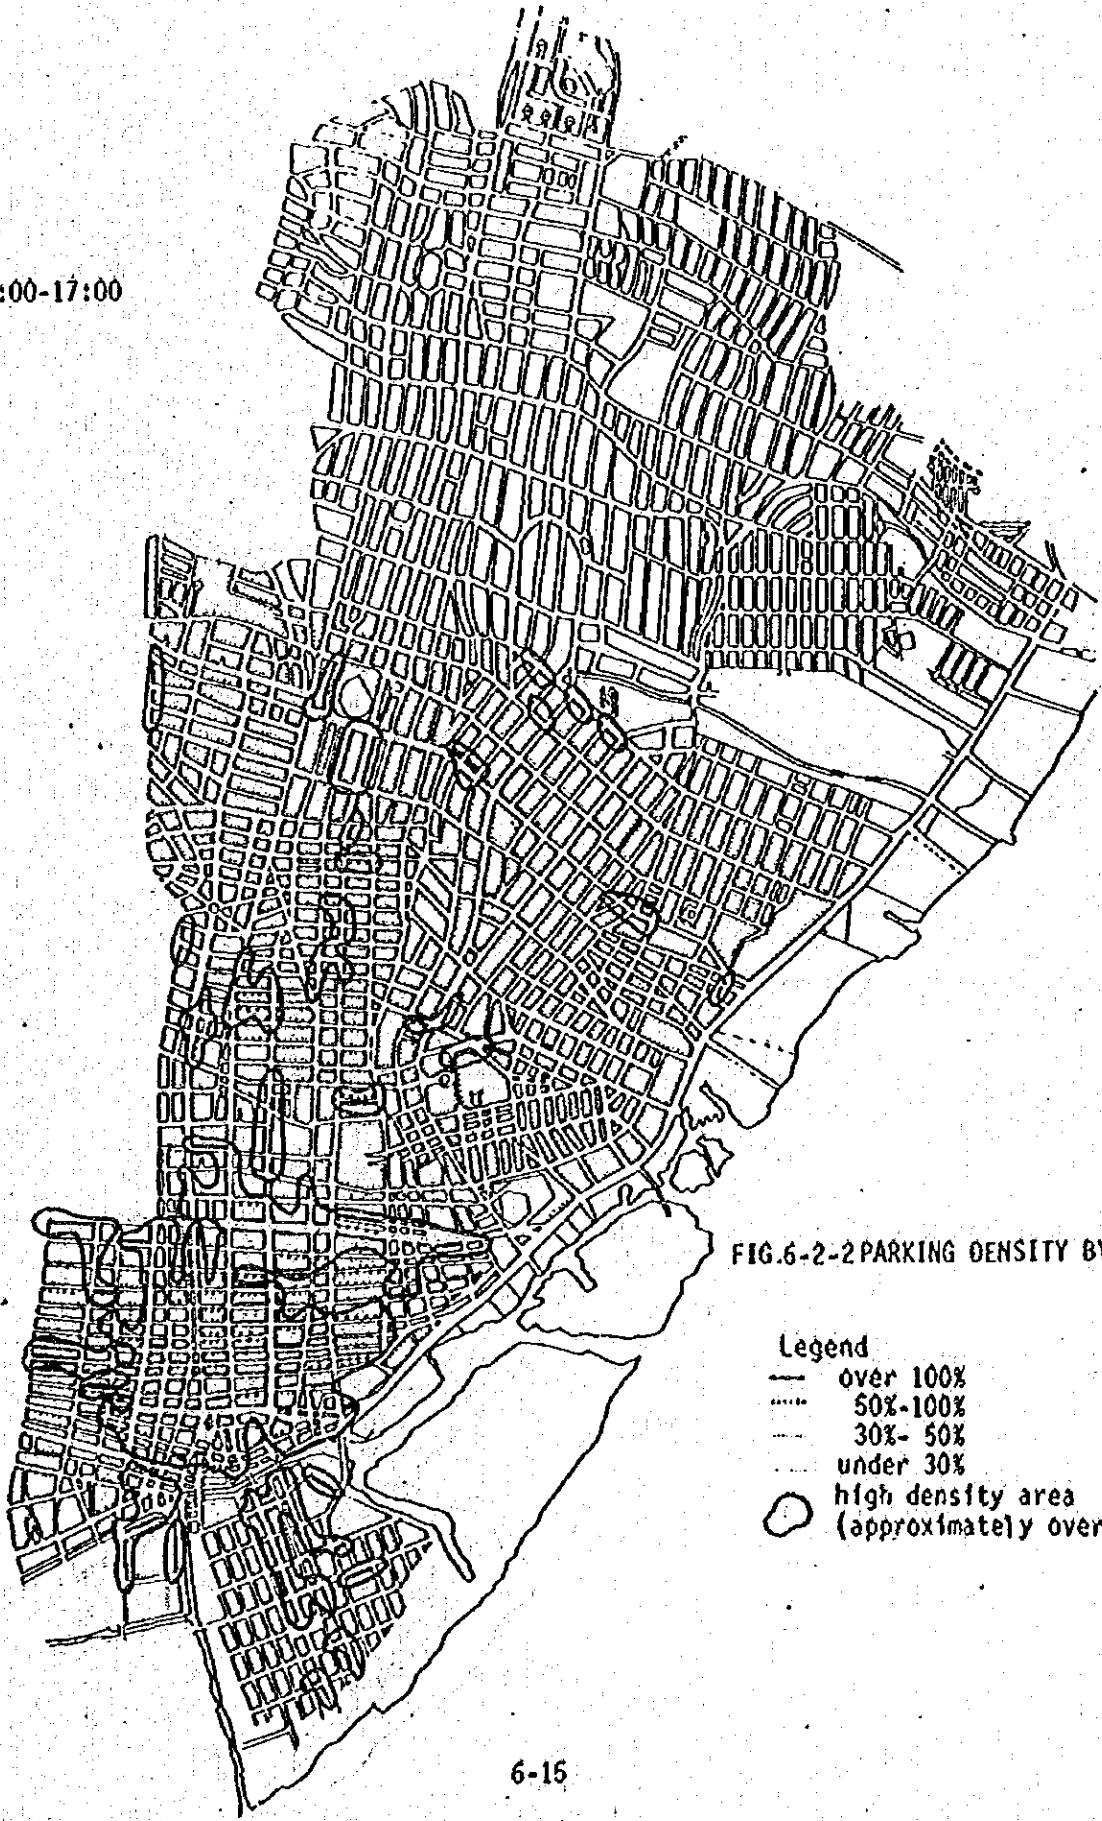 :00-17:00
FIG.6-2-2 PARKING DENSITY BY
Legend
over 100%
50%-100%
30%- 50%
under 30%
high density area
(approximately over
6-15